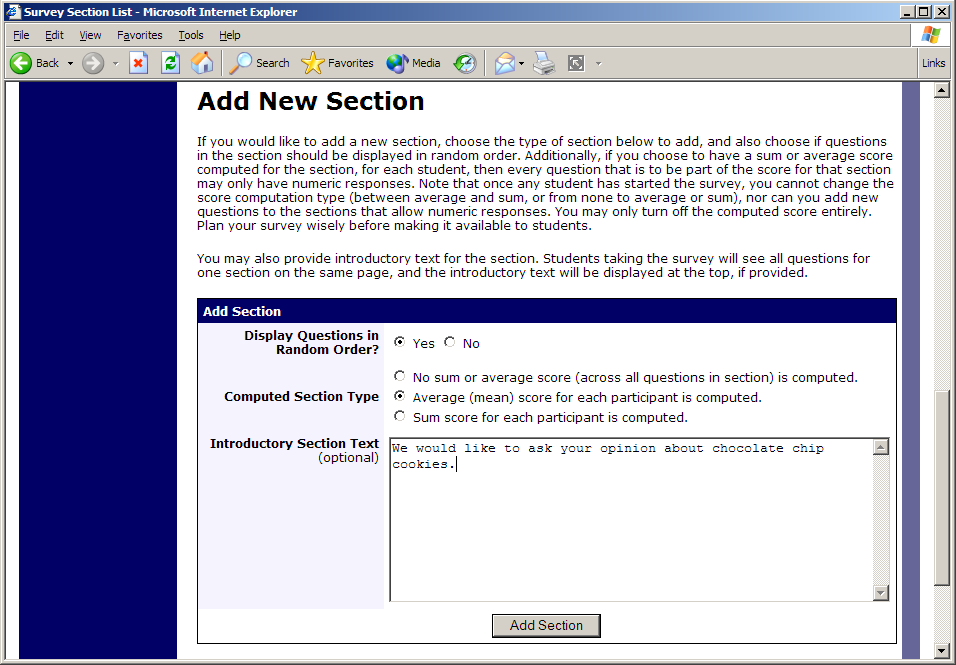 Survey Section List - Microsoft Internet Explorer
File Edit View Favorites Tools Help
Back Search Favorites Media Links
Add New Section
If you would like to add a new section, choose the type of section below to add, and also choose if questions
in the section should be displayed in random order. Additionally, if you choose to have a sum or average score
computed for the section, for each student, then every question that is to be part of the score for that section
may only have numeric responses. Note that once any student has started the survey, you cannot change the
score computation type (between average and sum, or from none to average or sum), nor can you add new
questions to the sections that allow numeric responses. You may only turn off the computed score entirely.
Plan your survey wisely before making it available to students.
You may also provide introductory text for the section. Students taking the survey will see all questions for
one section on the same page, and the introductory text will be displayed at the top, if provided.
Add Section
Display Questions in
Random Order?
Yes No
No sum or average score (across all questions in section) is computed.
Computed Section Type Average (mean) score for each participant is computed.
Sum score for each participant is computed.
Introductory Section Text
(optional)
We would like to ask your opinion about chocolate chip
cookies.
Add Section